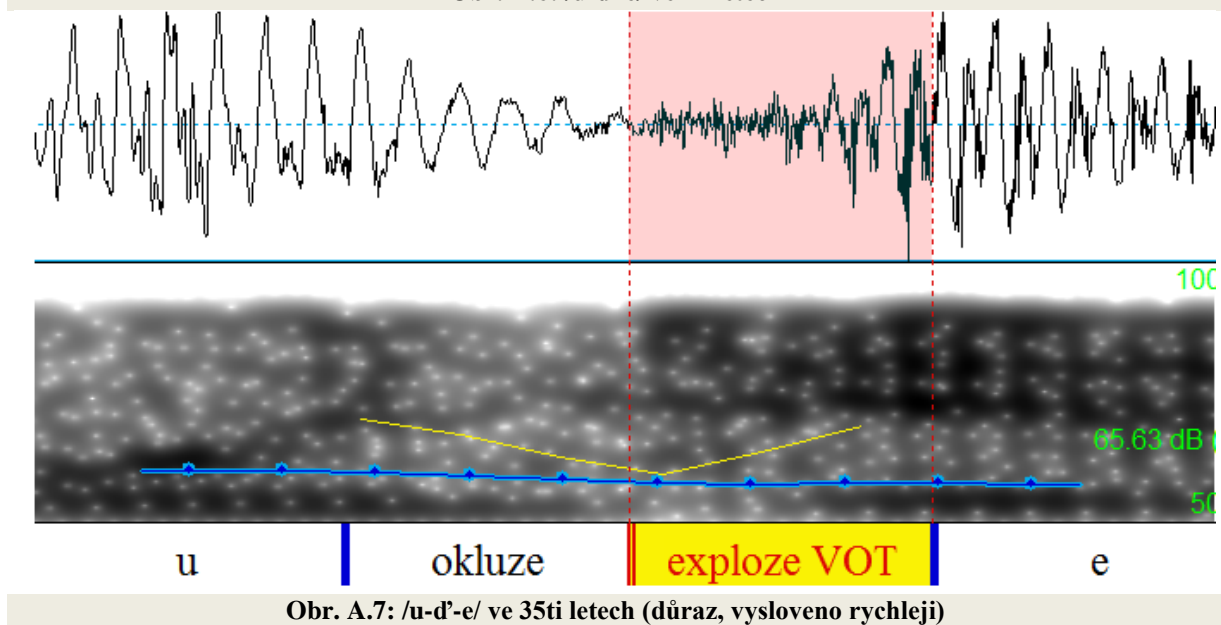 100
65.63 dB
50
u okluze exploze VOT e
Obr. A.7: /u-ď-e/ ve 35ti letech (důraz, vysloveno rychleji)